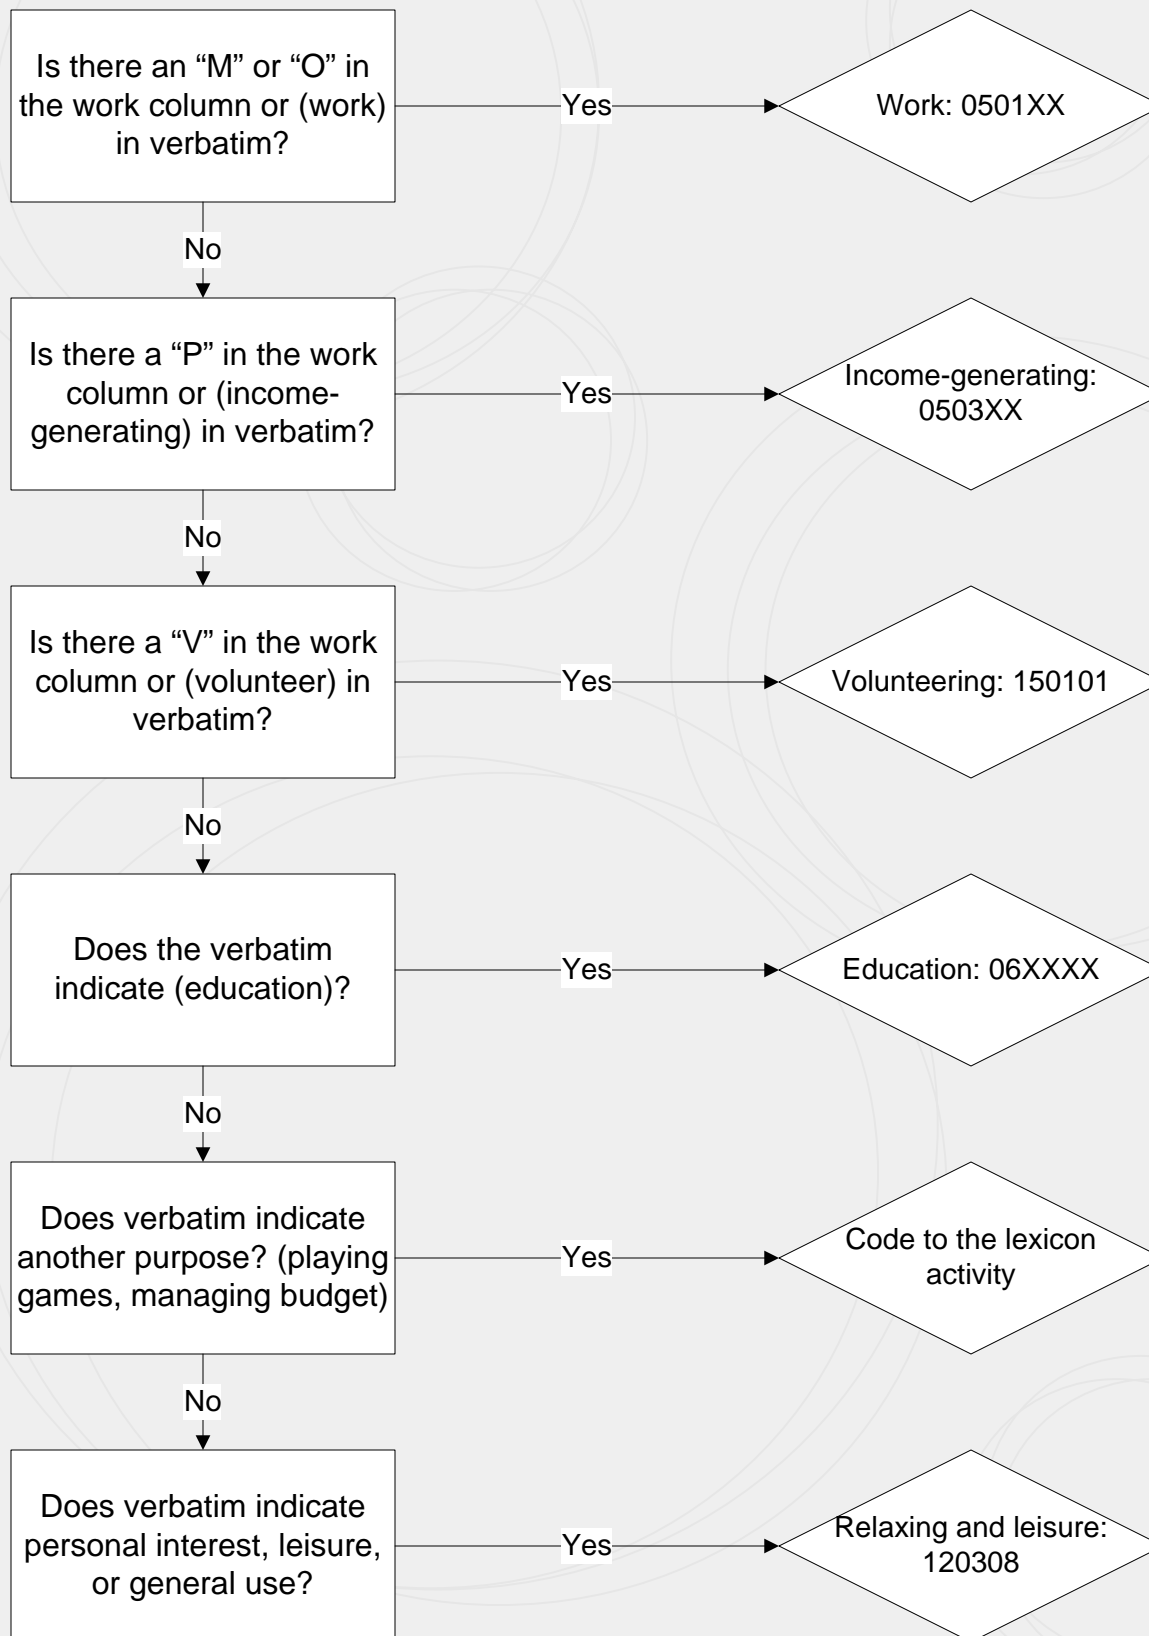 Is there an “M” or “O” in
the work column or (work)
in verbatim?
Yes
Work: 0501XX
No
Is there a “P” in the work
column or (income-
generating) in verbatim?
Yes
Income-generating:
0503XX
No
Is there a “V” in the work
column or (volunteer) in
verbatim?
Yes
Volunteering: 150101
No
Does the verbatim
indicate (education)?
Yes
Education: 06XXXX
No
Does verbatim indicate
another purpose? (playing
games, managing budget)
Yes
Code to the lexicon
activity
No
Does verbatim indicate
personal interest, leisure,
or general use?
Yes
Relaxing and leisure:
120308